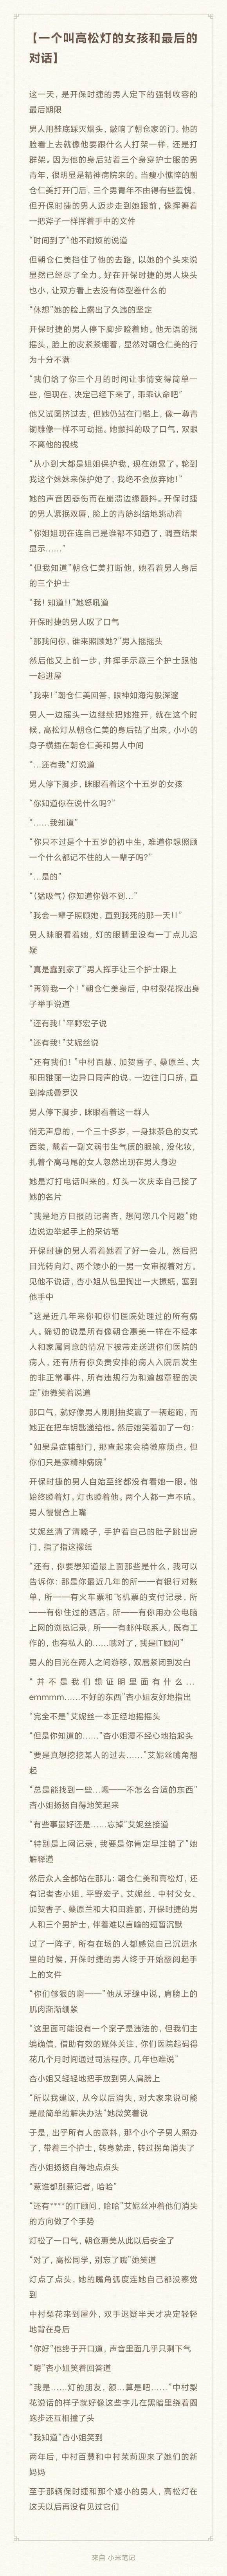 【一个叫高松灯的女孩和最后的
对话】
这一天，是开保时捷的男人定下的强制收容的
最后期限
男人用鞋底踩灭烟头，敲响了朝仓家的门。他的
脸看上去就像他要跟什么人打架一样，还是打
群架。因为他的身后站着三个身穿护士服的男
青年，很明显是精神病院来的。当瘦小憔悴的朝
仓仁美打开门后，三个男青年不由得有些羞愧，
但开保时捷的男人迈步走到她跟前，像挥舞着
一把斧子一样挥着手中的文件
“时间到了”他不耐烦的说道
但朝仓仁美挡住了他的去路，以她的个头来说
显然已经尽了全力。好在开保时捷的男人块头
也小，让双方看上去没有体型差什么的
“休想”她的脸上露出了久违的坚定
开保时捷的男人停下脚步瞪着她。他无语的摇
摇头，脸上的皮紧紧绷着，显然对朝仓仁美的行
为十分不满
“我们给了你三个月的时间让事情变得简单一
些，但现在，决定已经下来了，乖乖认命吧”
他又试图挤过去，但她仍站在门槛上，像一尊青
铜雕像一样不可动摇。她颤抖的吸了口气，双眼
不离他的视线
“从小到大都是姐姐保护我，现在她累了。轮到
我这个妹妹来保护她了，我绝不会放弃她！”
她的声音因悲伤而在崩溃边缘颤抖。开保时捷
的男人紧抿双唇，脸上的青筋纠结地跳动着
“你姐姐现在连自己是谁都不知道了，调查结果
显示……”
“但我知道”朝仓仁美打断他、她看着男人身后
的三个护士
“我！知道！！”她怒吼道
开保时捷的男人叹了口气
“那我问你，谁来照顾她?”男人摇摇头
然后他又上前一步，并挥手示意三个护士跟他
一起进屋
“我来！”朝仓仁美回答，眼神如海沟般深邃
男人一边摇头一边继续把她推开，就在这个时
候，高松灯从朝仓仁美的身后钻了出来，小小的
身子横插在朝仓仁美和男人中间
“…还有我”灯说道
男人停下脚步，眯眼看着这个十五岁的女孩
“你知道你在说什么吗?”
“……我知道”
“你只不过是个十五岁的初中生，难道你想照顾
一个什么都记不住的人一辈子吗?”
“…是的”
“(猛吸气) 你知道你做不到…”
“我会一辈子照顾她，直到我死的那一天！！”
男人眯眼看着她，灯的眼睛里没有一丁点儿迟
疑
“真是蠢到家了”男人挥手让三个护士跟上
“再算我一个！”朝仓仁美身后，中村梨花探出身
子举手说道
“还有我！”平野宏子说
“还有我！”艾妮丝说
“还有我们！”中村百慧，加贺香子，桑原兰，大
和田雅丽一边异口同声的说，一边往门口挤，直
到摔成叠罗汉
男人停下脚步，眯眼看着这一群人
悄无声息的，一个三十多岁，一身抹茶色的女式
西装，戴着一副文弱书生气质的眼镜，没化妆，
扎着个高马尾的女人忽然出现在男人身边
她是灯打电话叫来的，灯头一次庆幸自己接了
她的名片
“我是地方日报的记者杏，想问您几个问题”她
边说边举起手上的采访笔
开保时捷的男人看着她看了好一会儿，然后把
目光转向灯。两个矮小的一男一女审视着对方。
见他不说话，杏小姐从包里掏出一大摞纸，塞到
他手中
“这是近几年来你和你们医院处理过的所有病
人。确切的说是所有像朝仓惠美一样在不经本
人和家属同意的情况下被带走送进你们医院的
病人，还有所有你负责安排的病人入院后发生
的非正常事件，所有违规行为和逾越章程的决
定”她微笑着说道
那口气，就好像男人刚刚抽奖赢了一辆超跑，而
她正在把车钥匙递给他。然后她笑着加了一句：
“如果是症辅部门，那查起来会稍微麻烦点。但
你们只是家精神病院”
开保时捷的男人自始至终都没有看她一眼。他
始终瞪着灯。灯也瞪着他。两个人都一声不吭。
男人慢慢合上嘴
艾妮丝清了清嗓子，手护着自己的肚子跳出房
门，指了指这摞纸
“还有，你要想知道最上面那些是什么，我可以
告诉你：那是你最近几年的所——有银行对账
单，所——有火车票和飞机票的支付记录，所
——有你住过的酒店，所——有你用办公电脑
上网的浏览记录，所——有邮件联系人，既有工
作的，也有私人的……哦对了，我是IT顾问”
男人的目光在两人之间游移，双唇紧闭到发白
“并不是我们想证明里面有什么…
emmmm……不好的东西”杏小姐友好地指出
“完全不是”艾妮丝一本正经地摇摇头
“但是你知道的……”杏小姐漫不经心地抬起头
“要是真想挖挖某人的过去……”艾妮丝嘴角翘
起
“总是能找到一些…嗯——不怎么合适的东西”
杏小姐扬扬自得地笑起来
“有些事最好还是……忘掉”艾妮丝接道
“特别是上网记录，我要是你肯定早注销了”她
解释道
然后众人全都站在那儿：朝仓仁美和高松灯，还
有记者杏小姐、平野宏子、艾妮丝，中村父女、
加贺香子、桑原兰和大和田雅丽，开保时捷的男
人和三个男护士，伴着难以言喻的短暂沉默
过了一阵子，所有在场的人都感觉自己沉进水
里的时候，开保时捷的男人终于开始翻阅起手
上的文件
“你们够狠的啊——”他从牙缝中说，肩膀上的
肌肉渐渐绷紧
“这里面可能没有一个案子是违法的，但我们主
编确信，借助有效的媒体关注，你们医院起码得
花几个月时间通过司法程序。几年也难说”
杏小姐又轻轻地把手放到男人肩膀上
“所以我建议，从今以后消失，对大家来说可能
是最简单的解决办法”她微笑着说
于是，出乎所有人的意料，那个小个子男人照办
了，带着三个护士，转身就走，转过拐角消失了
杏小姐扬扬自得地点点头
“惹谁都别惹记者，哈哈”
“还有****的IT顾问，哈哈”艾妮丝冲着他们消失
的方向做了个手势
灯松了一口气，朝仓惠美从此以后安全了
“对了，高松同学，别忘了哦”她笑道
灯点了点头，她的嘴角弧度连她自己都没察觉
到
中村梨花来到屋外，双手迟疑半天才决定轻轻
地背在身后
“你好”他终于开口道，声音里面几乎只剩下气
“嗨”杏小姐笑着回答道
“我是……灯的朋友，额…算是吧……”中村梨
花说话的样子就好像这些字儿在黑暗里绕着圈
跑步还互相撞了头
“我知道”杏小姐笑到
两年后，中村百慧和中村茉莉迎来了她们的新
妈妈
至于那辆保时捷和那个矮小的男人，高松灯在
这天以后再没有见过它们
来自 小米笔记